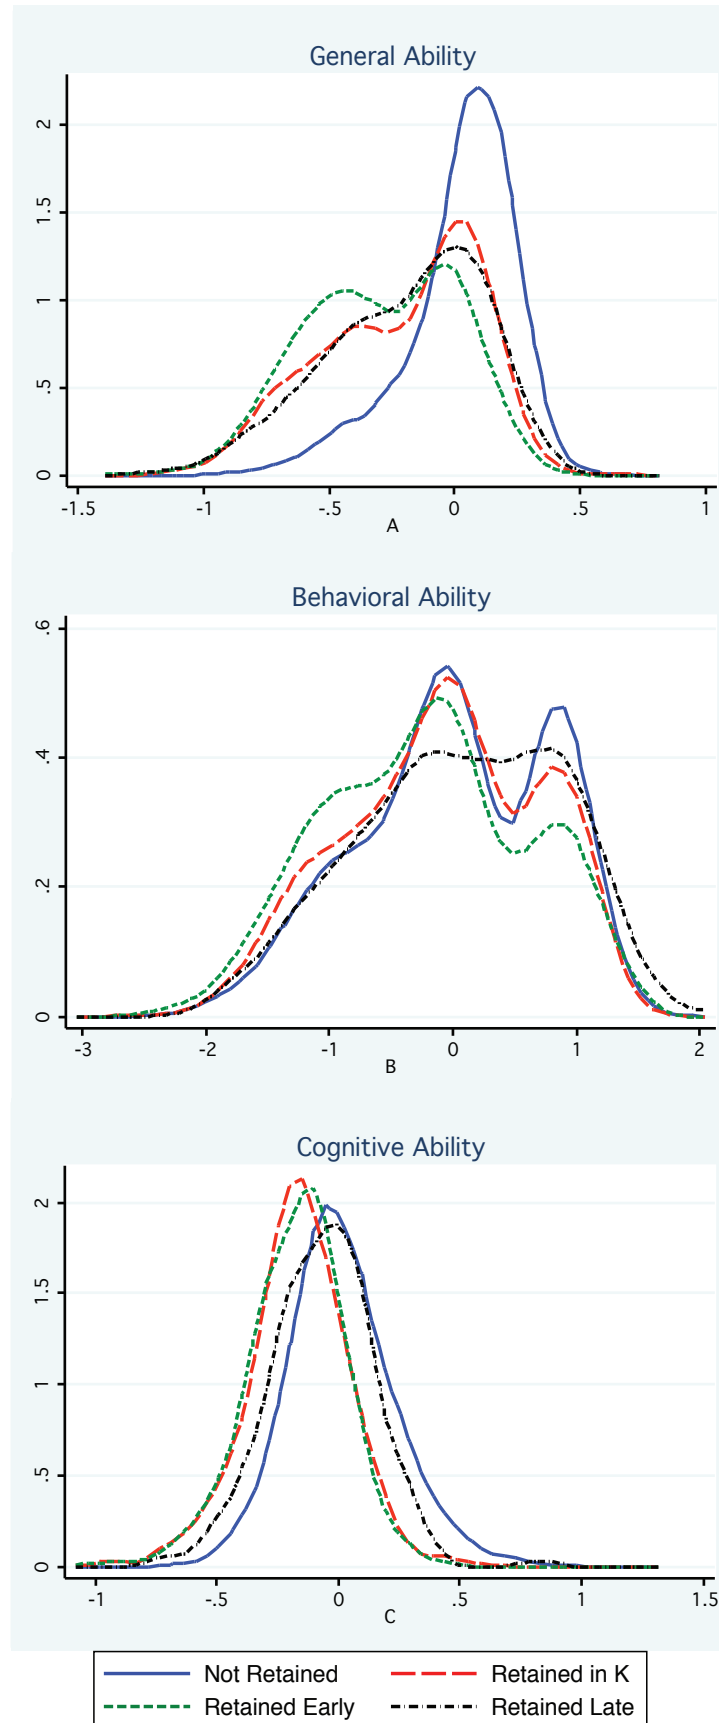 General Ability
2
1.5
1
.5
0
-1.5 -1 -.5 0 .5 1
A
Behavioral Ability
.6
.4
.2
0
-3 -2 -1 0 1 2
B
Cognitive Ability
2
1.5
1
.5
0
-1 -.5 0 .5 1 1.5
C
Not Retained Retained in K
Retained Early Retained Late